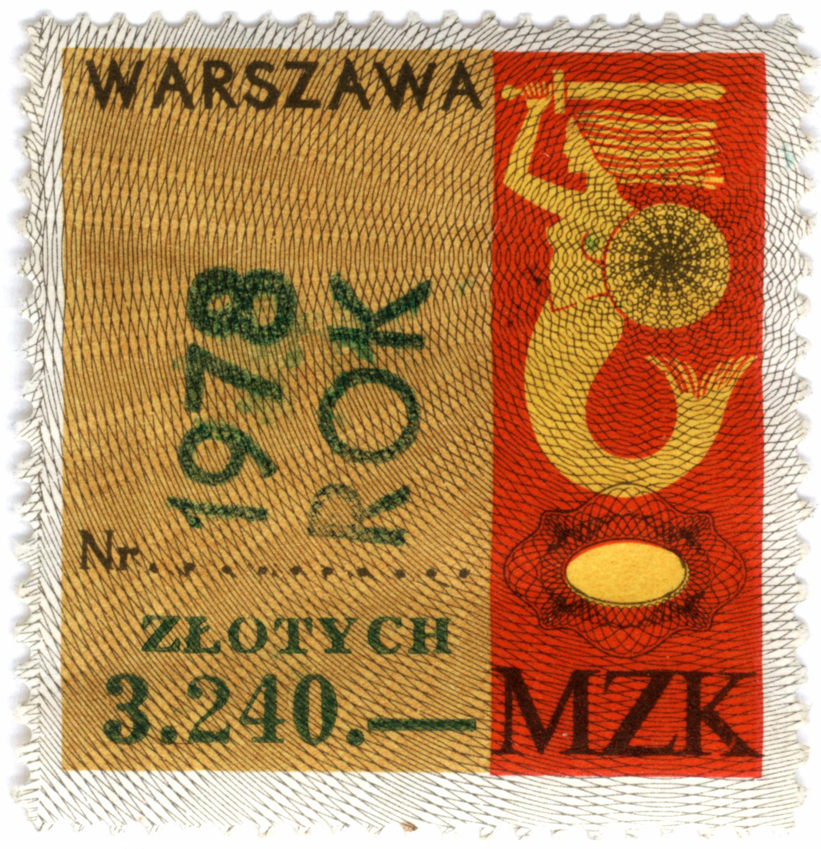 WARSZAWA
1978
ROK
Nr...........
ZŁOTYCH
3.240.—
MZK